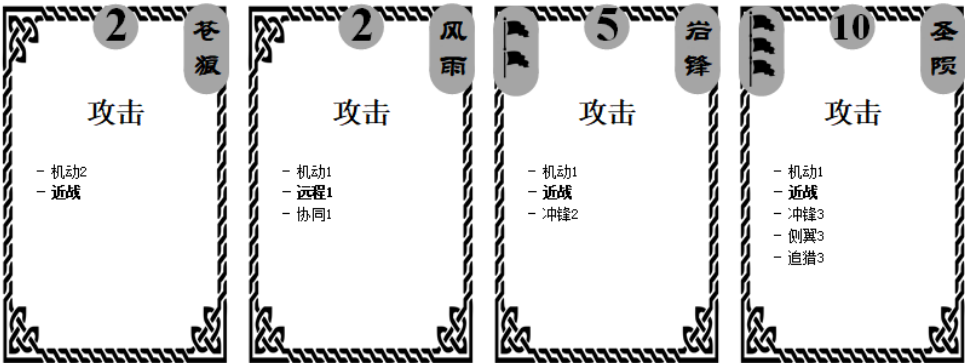 2
苍狼
攻击
- 机动2
- 近战
2
风雨
攻击
- 机动1
- 远程1
- 协同1
5
岩锋
攻击
- 机动1
- 近战
- 冲锋2
10
圣陨
攻击
- 机动1
- 近战
- 冲锋3
- 侧翼3
- 追猎3